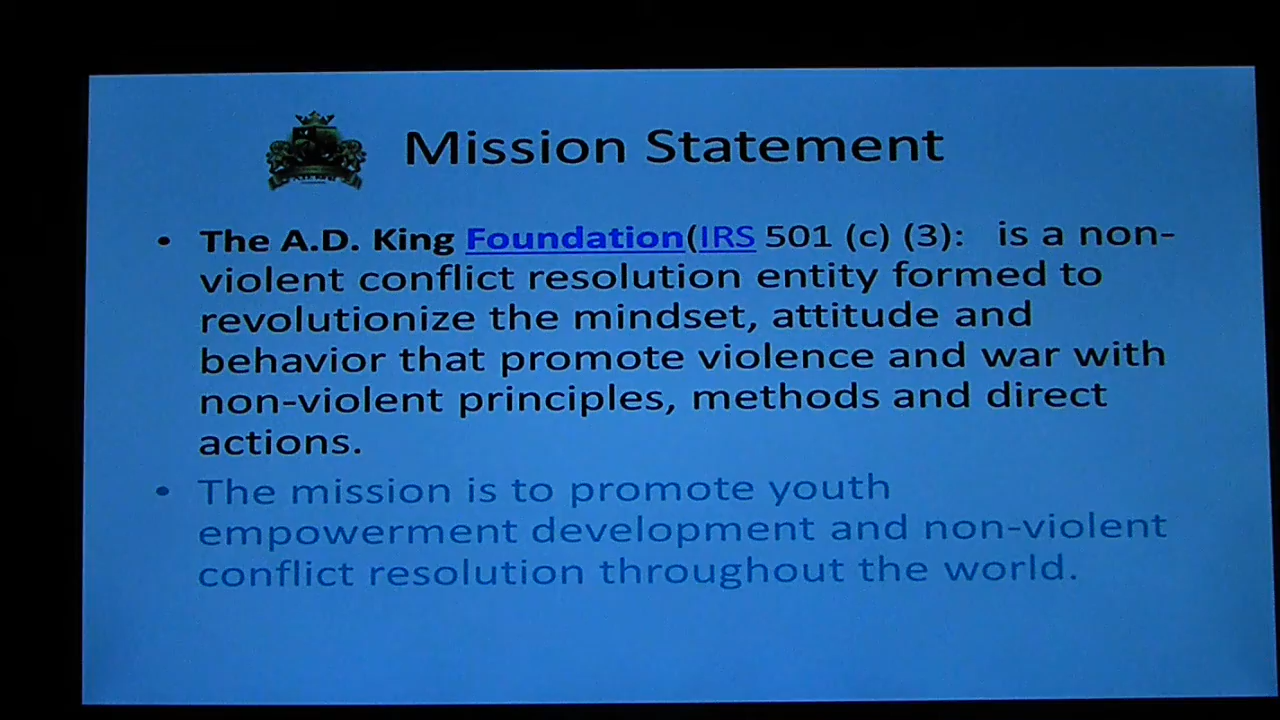 Mission Statement
• The A.D. King Foundation(IRS 501 (c) (3): is a non-
violent conflict resolution entity formed to
revolutionize the mindset, attitude and
behavior that promote violence and war with
non-violent principles, methods and direct
actions.
• The mission is to promote youth
empowerment development and non-violent
conflict resolution throughout the world.